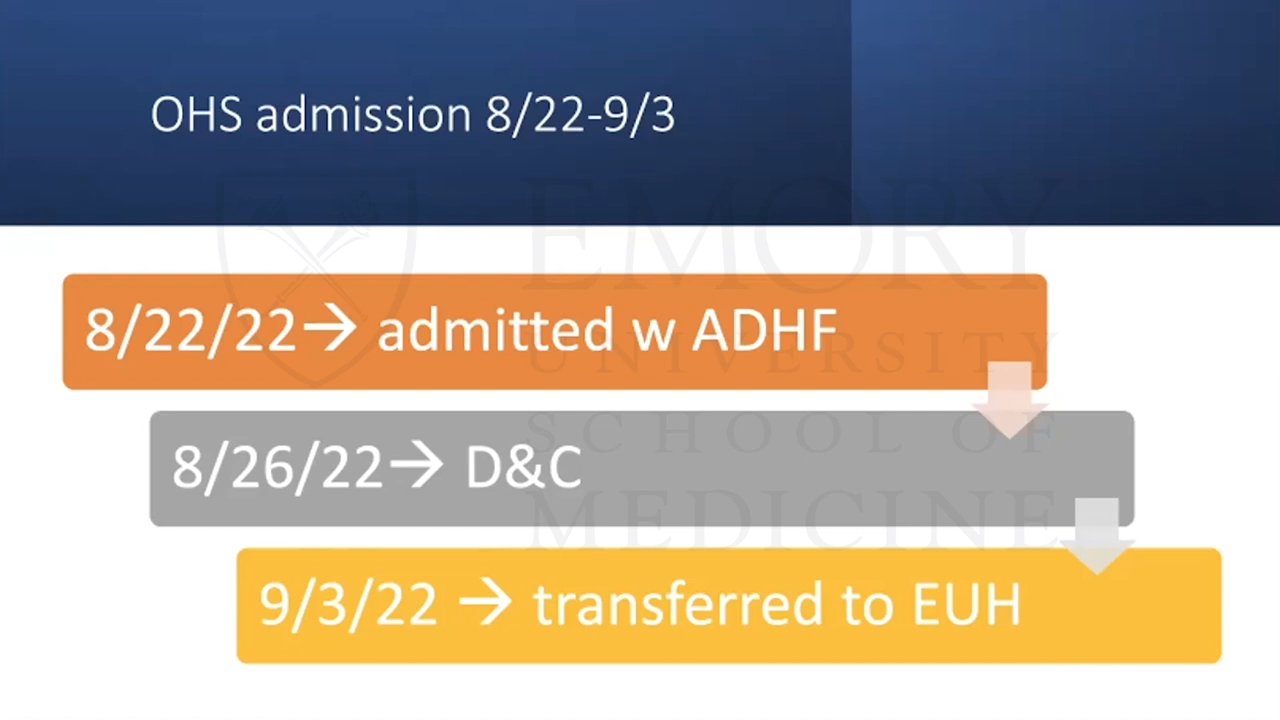 OHS admission 8/22-9/3
EMORY
8/22/22→ admitted w ADHF
UNIVERSITY
SCHOOL OF
8/26/22→ D&C
MEDICINE
9/3/22 → transferred to EUH